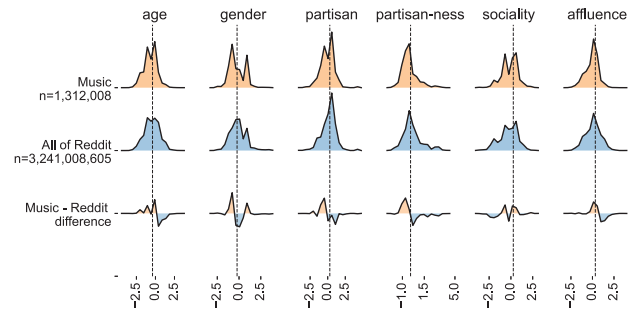 age gender partisan partisan-ness sociality affluence
Music
n=1,312,008
All of Reddit
n=3,241,008,605
Music - Reddit
difference
−2.5 0.0 2.5 −2.5 0.0 2.5 −2.5 0.0 2.5 −1.0 1.5 5.0 −2.5 0.0 2.5 −2.5 0.0 2.5